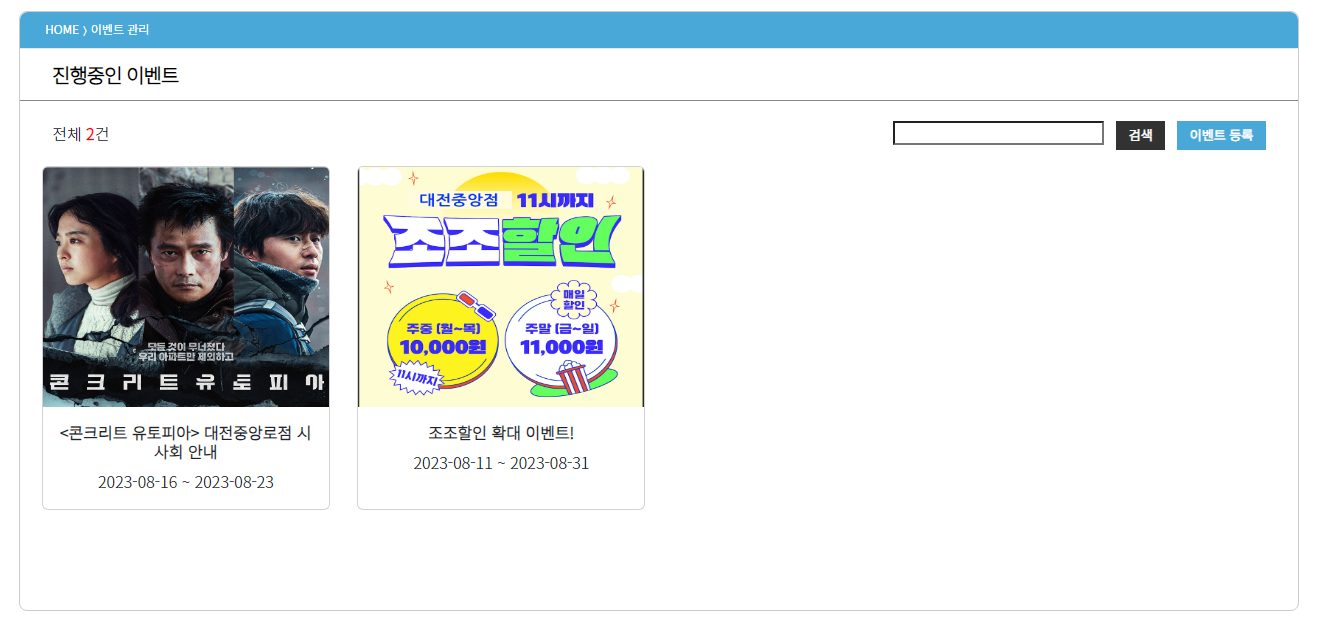 HOME 〉 이벤트 관리
진행중인 이벤트
전체 2건
검색
이벤트 등록
모든 것이 무너졌다
우리 아파트만 제외하고
콘크리트 유토피아
<콘크리트 유토피아> 대전중앙로점 시
사회 안내
2023-08-16 ~ 2023-08-23
대전중앙점 11시까지
조조할인
매일
할인
주중 (월~목)
10,000원
11시까지
주말 (금~일)
11,000원
조조할인 확대 이벤트!
2023-08-11 ~ 2023-08-31